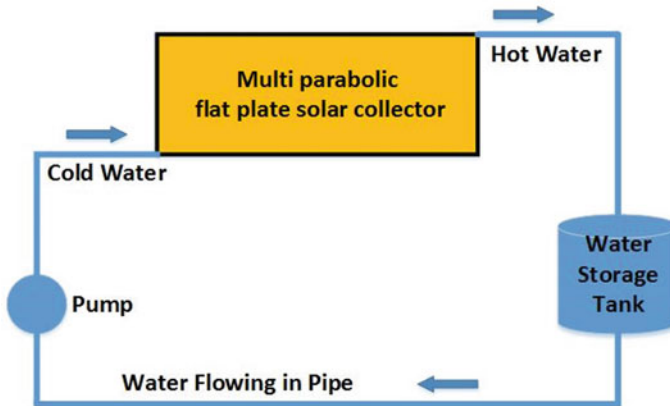 Multi parabolic
flat plate solar collector
Hot Water
Cold Water
Water
Storage
Tank
Pump
Water Flowing in Pipe